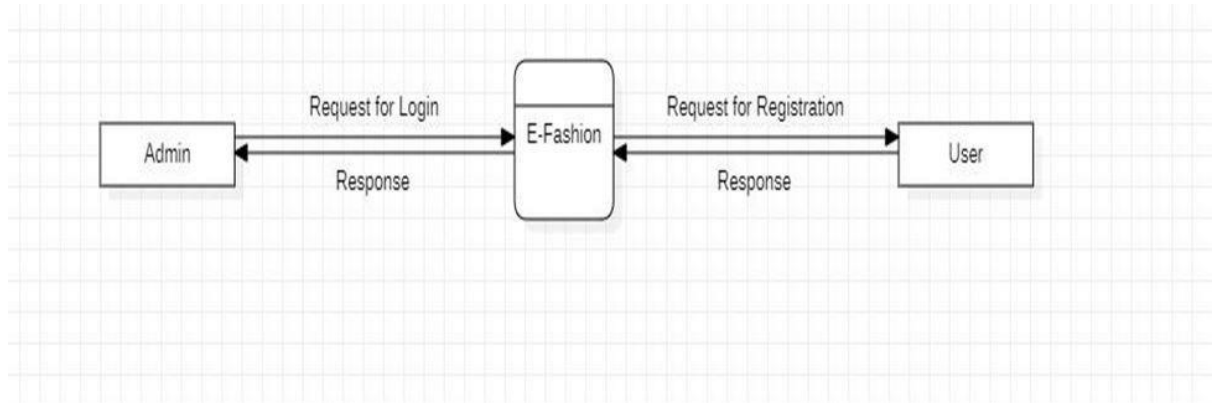 Request for Login
Request for Registration
Admin
E-Fashion
User
Response
Response